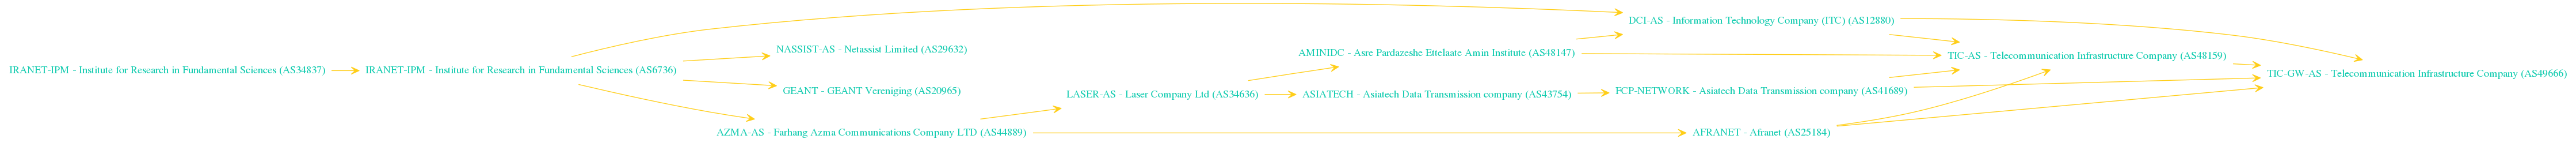 IRANET-IPM - Institute for Research in Fundamental Sciences (AS34837)
IRANET-IPM - Institute for Research in Fundamental Sciences (AS6736)
NASSIST-AS - Netassist Limited (AS29632)
GEANT - GEANT Vereniging (AS20965)
AZMA-AS - Farhang Azma Communications Company LTD (AS44889)
LASER-AS - Laser Company Ltd (AS34636)
AMINIDC - Asre Pardazeshe Ettelaate Amin Institute (AS48147)
ASIATECH - Asiatech Data Transmission company (AS43754)
DCI-AS - Information Technology Company (ITC) (AS12880)
FCP-NETWORK - Asiatech Data Transmission company (AS41689)
AFRANET - Afranet (AS25184)
TIC-AS - Telecommunication Infrastructure Company (AS48159)
TIC-GW-AS - Telecommunication Infrastructure Company (AS49666)